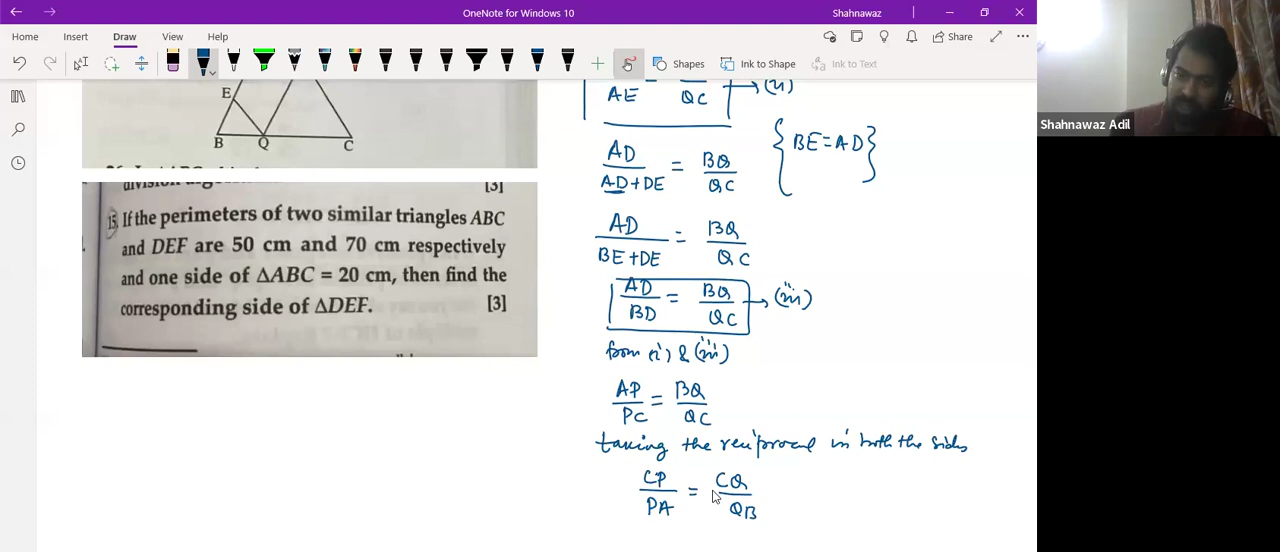 OneNote for Windows 10
Shahnawaz
Home Insert Draw View Help
Share
Shapes
Ink to Shape
Ink to Text
E
B Q C
[3]
15. If the perimeters of two similar triangles ABC
and DEF are 50 cm and 70 cm respectively
and one side of ΔABC = 20 cm, then find the
corresponding side of ΔDEF. [3]
AE = QC → (ii)
AD/AD+DE = BQ/QC {BE=AD}
AD/BE+DE = BQ/QC
AD/BD = BQ/QC → (iii)
from (i) & (iii)
AP/PC = BQ/QC
taking the reciprocal in both the sides
CP/PA = CQ/QB
Shahnawaz Adil